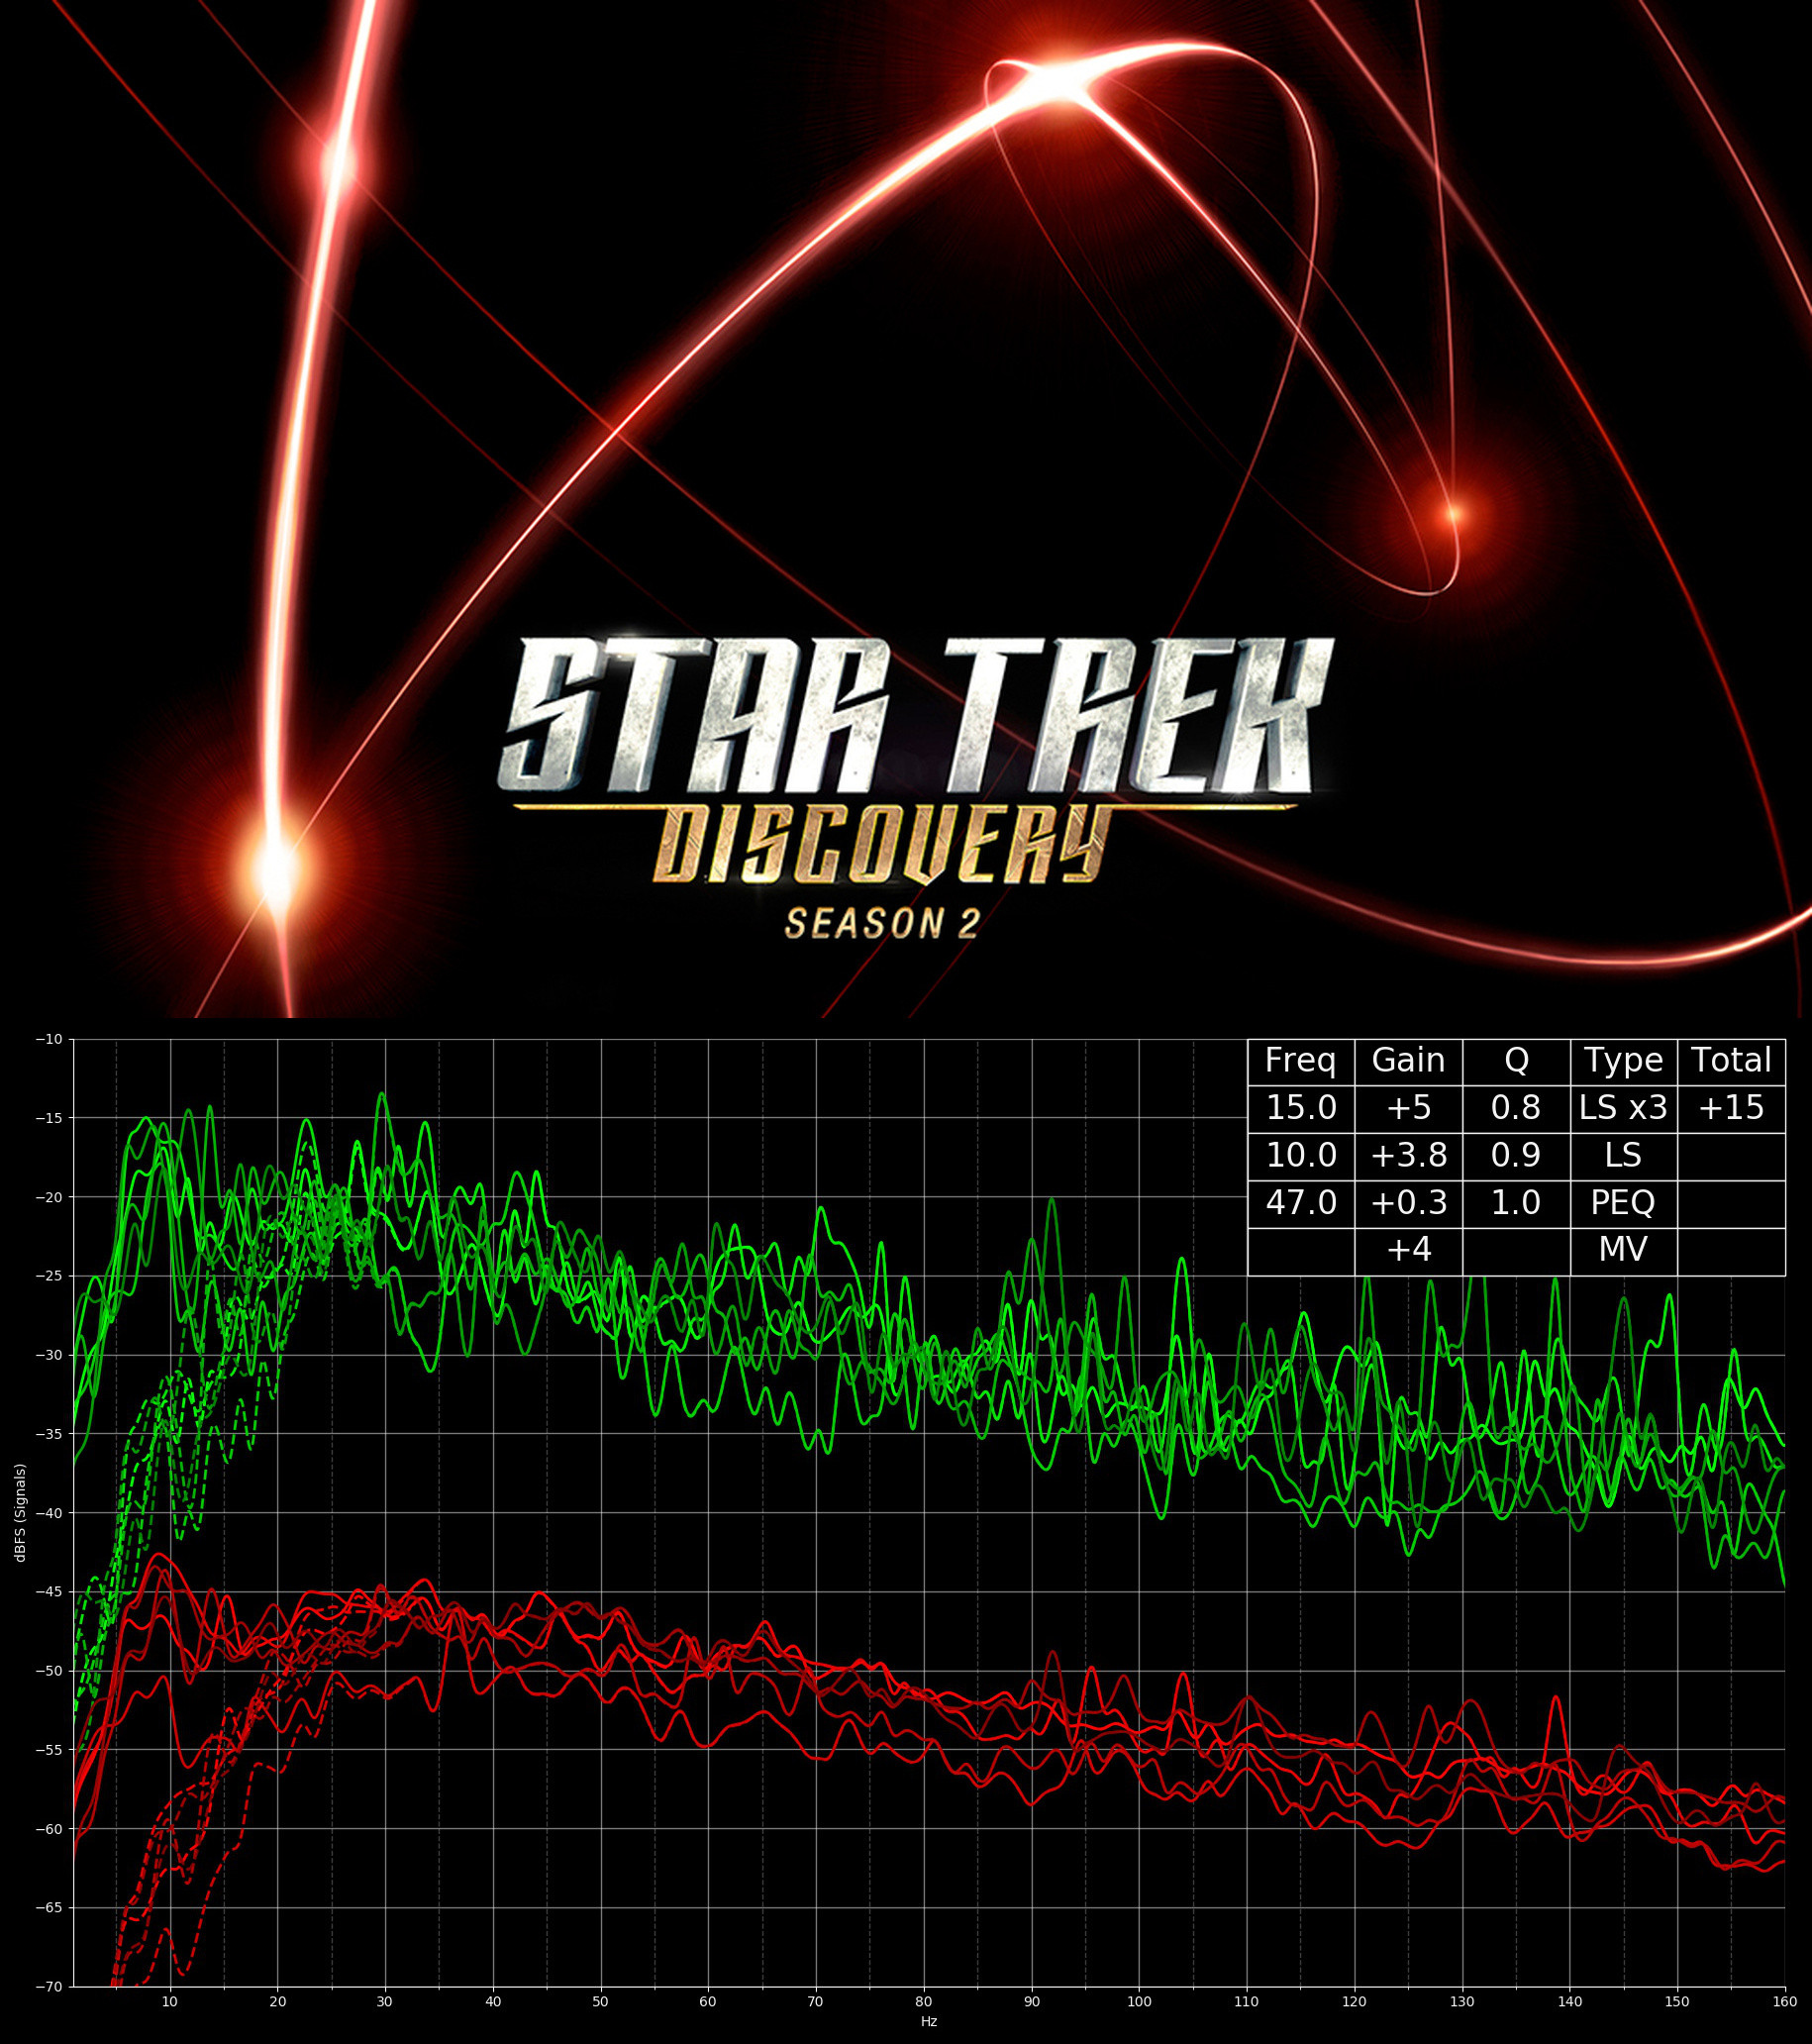 STAR TREK
DISCOVERY
SEASON 2
Freq Gain Q Type Total
15.0 +5 0.8 LS x3 +15
10.0 +3.8 0.9 LS
47.0 +0.3 1.0 PEQ
+4 MV
−10
−15
−20
−25
−30
−35
−40
−45
−50
−55
−60
−65
−70
dBFS (Signals)
10 20 30 40 50 60 70 80 90 100 110 120 130 140 150 160
Hz